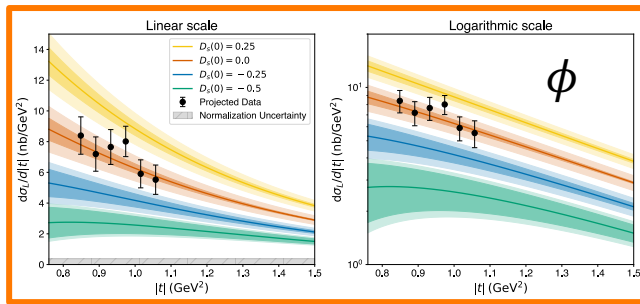 Linear scale
Logarithmic scale
dσ_L/d|t| (nb/GeV²)
14
12
10
8
6
4
2
0
D_s(0) = 0.25
D_s(0) = 0.0
D_s(0) = −0.25
D_s(0) = −0.5
Projected Data
Normalization Uncertainty
0.8 0.9 1.0 1.1 1.2 1.3 1.4 1.5
|t| (GeV²)
dσ_L/d|t| (nb/GeV²)
10¹
10⁰
ϕ
0.8 0.9 1.0 1.1 1.2 1.3 1.4 1.5
|t| (GeV²)